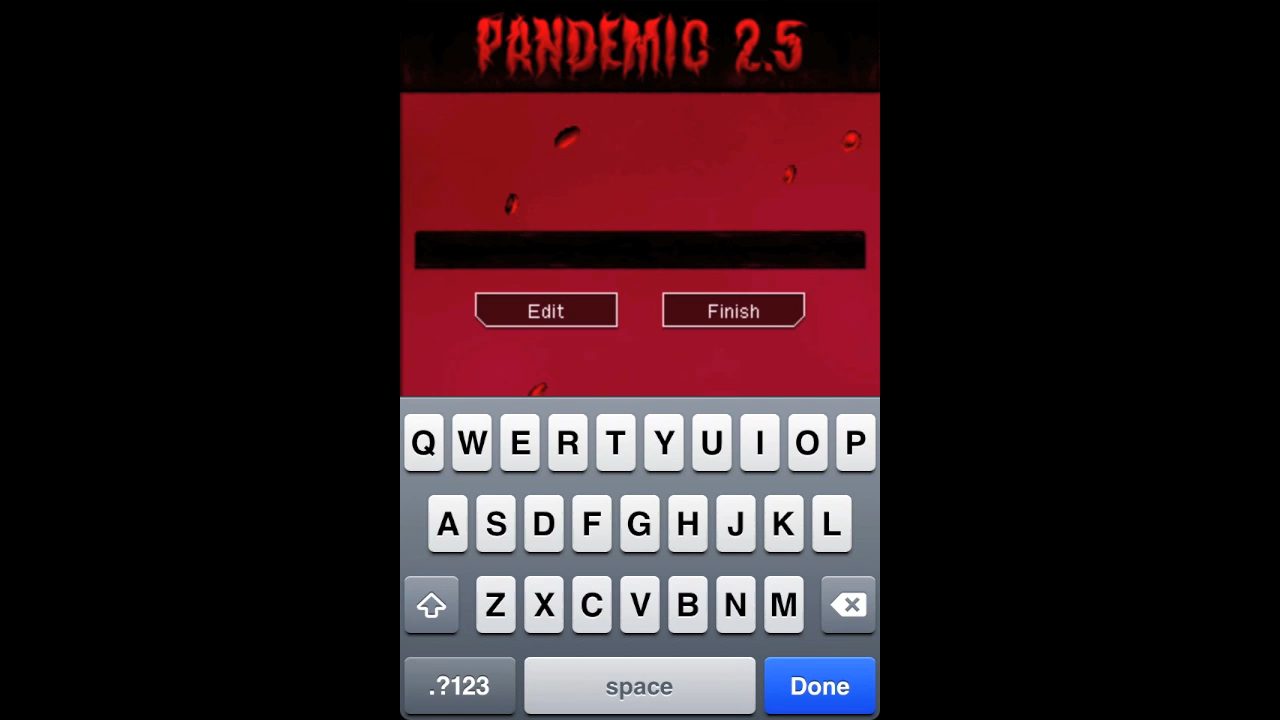 PANDEMIC 2.5
Edit Finish
Q W E R T Y U I O P
A S D F G H J K L
Z X C V B N M
.?123 space Done